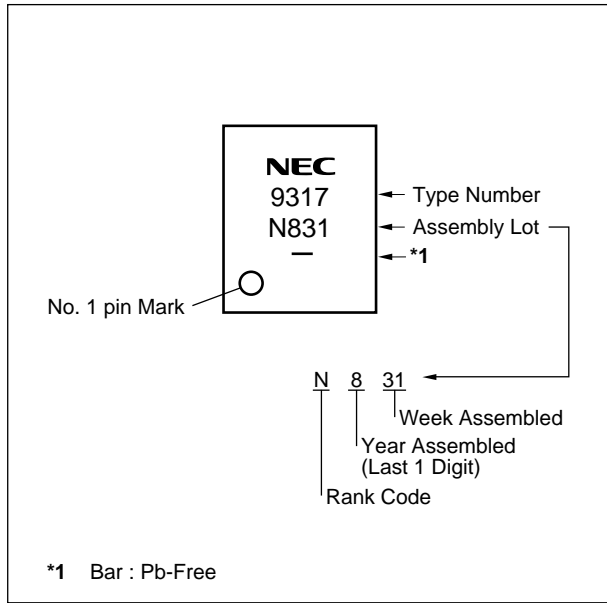 NEC
9317
N831
—
Type Number
Assembly Lot
*1
No. 1 pin Mark
N 8 31
Week Assembled
Year Assembled
(Last 1 Digit)
Rank Code
*1 Bar : Pb-Free